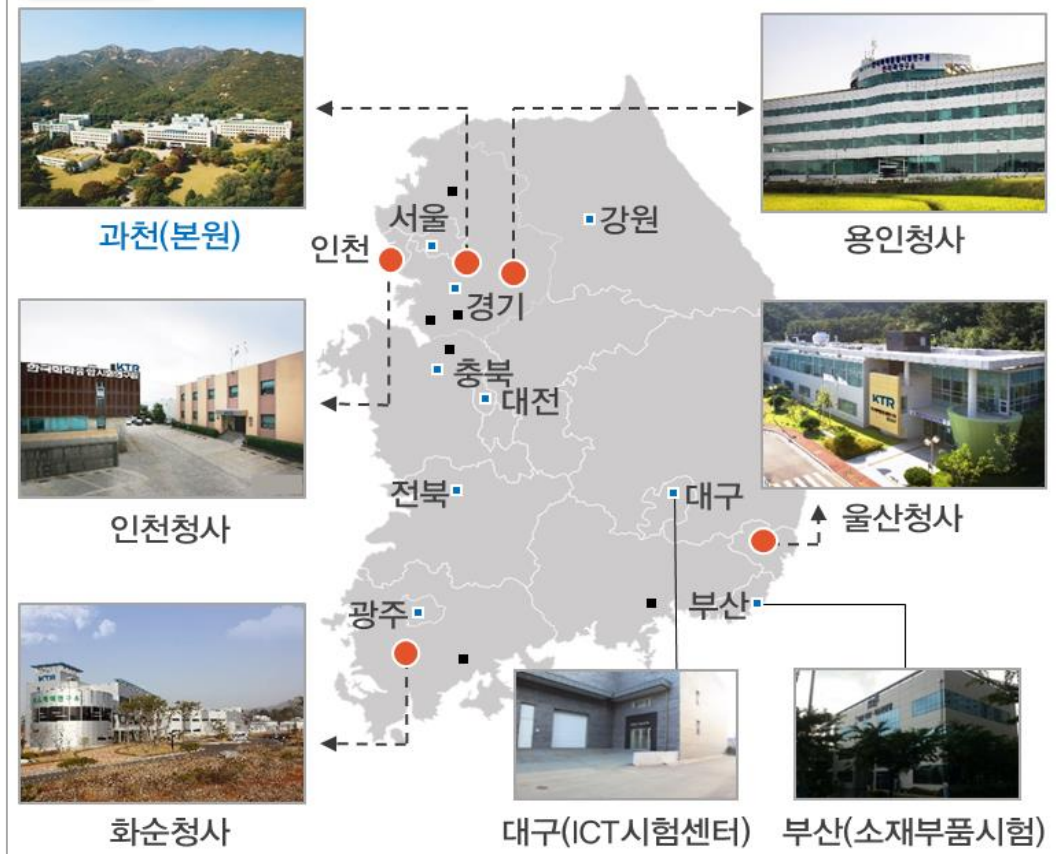 과천(본원)
용인청사
서울
강원
인천
경기
충북
대전
인천청사
전북
대구
울산청사
KTR
KTR
광주
부산
KTR
화순청사
대구(ICT시험센터)
부산(소재부품시험)